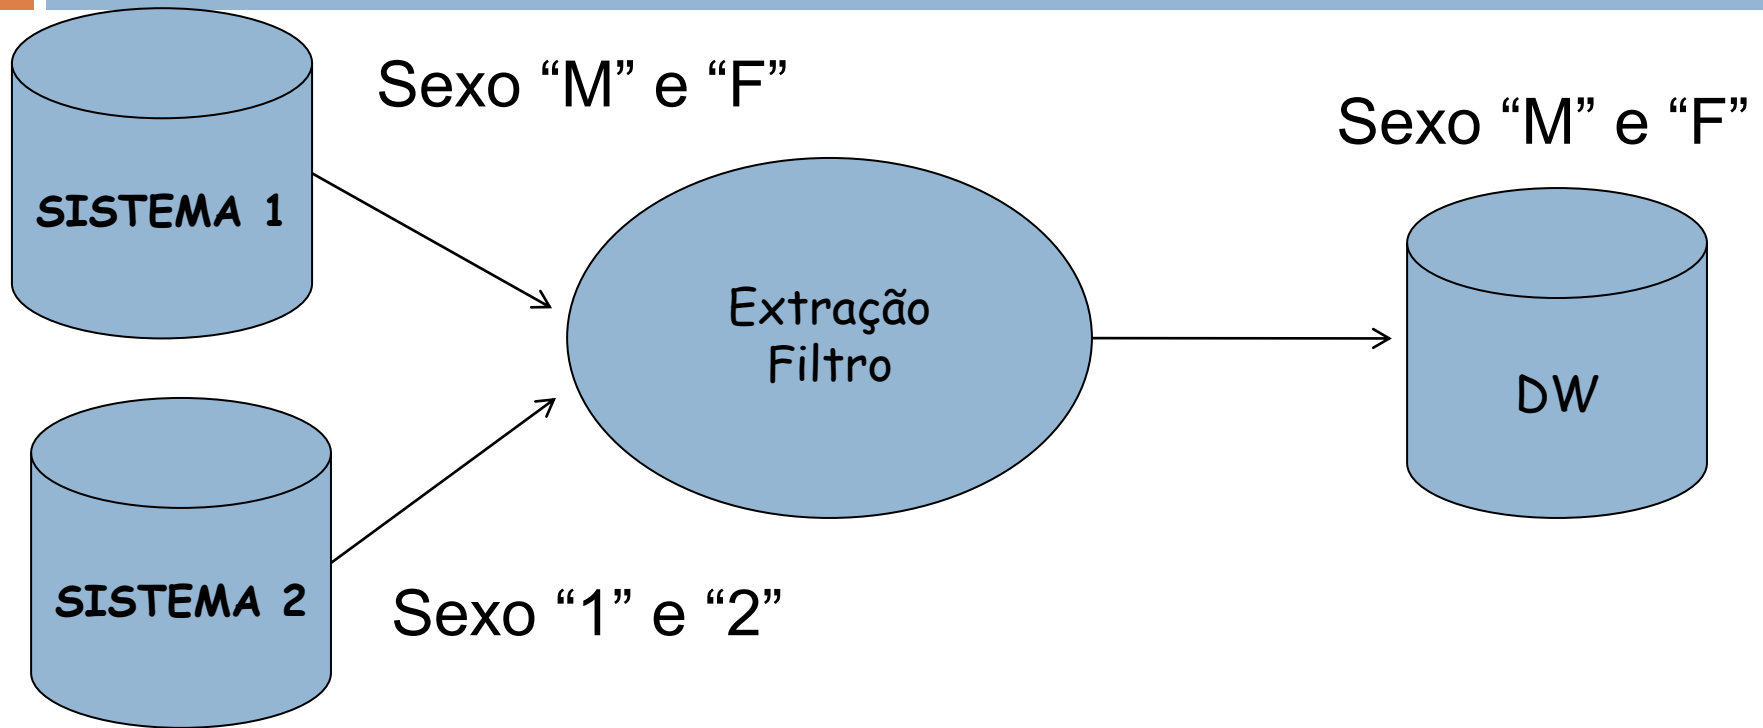 Sexo “M” e “F”
Sexo “M” e “F”
SISTEMA 1
Extração
Filtro
DW
SISTEMA 2
Sexo “1” e “2”